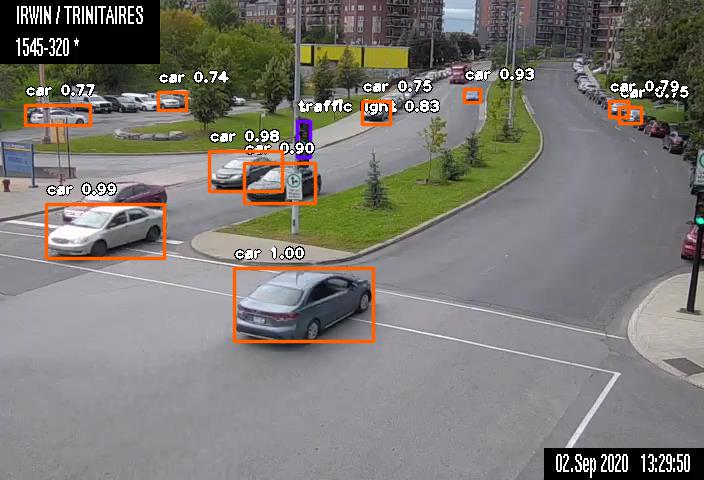 IRWIN / TRINITAIRES
1545-320 *
car 0.77
car 0.74
car 0.75
car 0.93
car 0.79
car 0.75
traffic light 0.83
car 0.98
car 0.90
car 0.99
car 1.00
02.Sep 2020 13:29:50